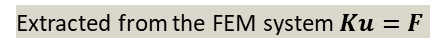 Extracted from the FEM system Ku = F